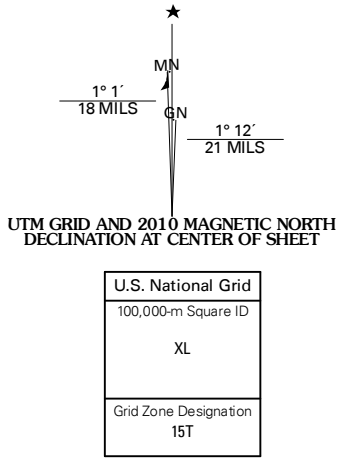 ★
MN
1° 1´
18 MILS
GN
1° 12´
21 MILS
UTM GRID AND 2010 MAGNETIC NORTH
DECLINATION AT CENTER OF SHEET
U.S. National Grid
100,000-m Square ID
XL
Grid Zone Designation
15T